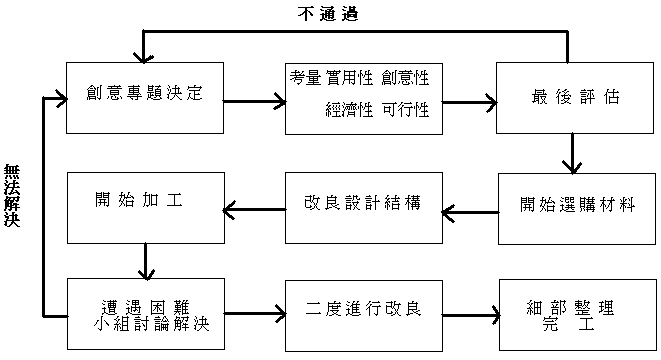 不通過
創意專題決定
考量 實用性 創意性
經濟性 可行性
最後評估
無法解決
開始加工
改良設計結構
開始選購材料
遭遇困難
小組討論解決
二度進行改良
細部整理
完工